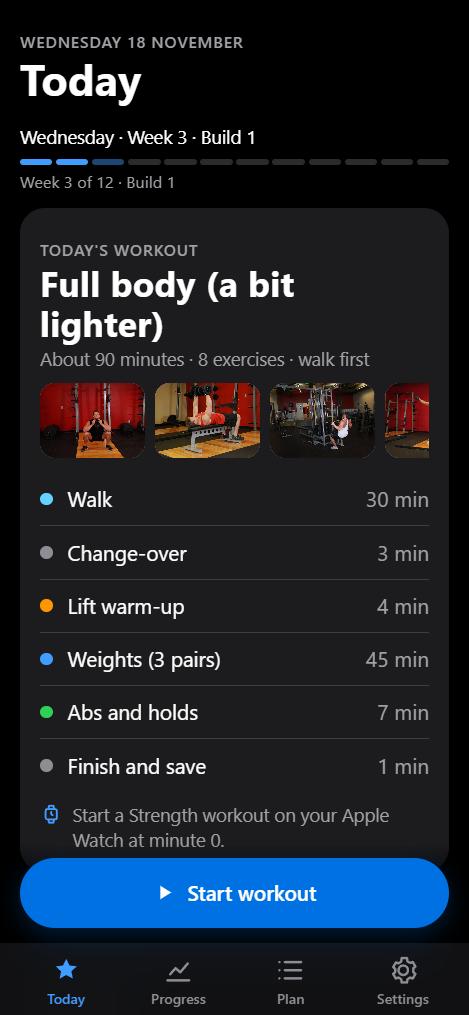 WEDNESDAY 18 NOVEMBER
Today
Wednesday · Week 3 · Build 1
Week 3 of 12 · Build 1
TODAY'S WORKOUT
Full body (a bit
lighter)
About 90 minutes · 8 exercises · walk first
Walk 30 min
Change-over 3 min
Lift warm-up 4 min
Weights (3 pairs) 45 min
Abs and holds 7 min
Finish and save 1 min
Start a Strength workout on your Apple
Watch at minute 0.
Start workout
Today Progress Plan Settings